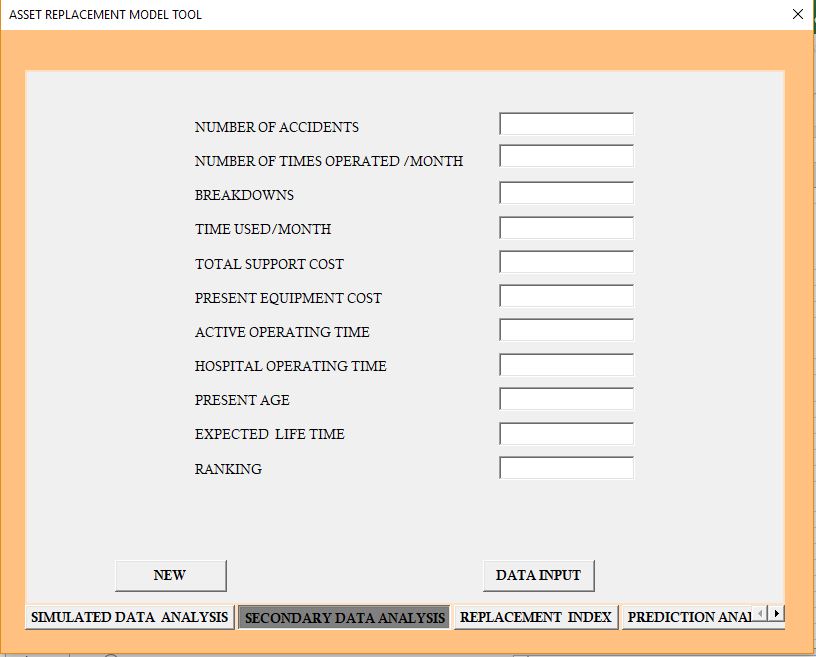 ASSET REPLACEMENT MODEL TOOL
NUMBER OF ACCIDENTS
NUMBER OF TIMES OPERATED /MONTH
BREAKDOWNS
TIME USED/MONTH
TOTAL SUPPORT COST
PRESENT EQUIPMENT COST
ACTIVE OPERATING TIME
HOSPITAL OPERATING TIME
PRESENT AGE
EXPECTED LIFE TIME
RANKING
NEW DATA INPUT
SIMULATED DATA ANALYSIS SECONDARY DATA ANALYSIS REPLACEMENT INDEX PREDICTION